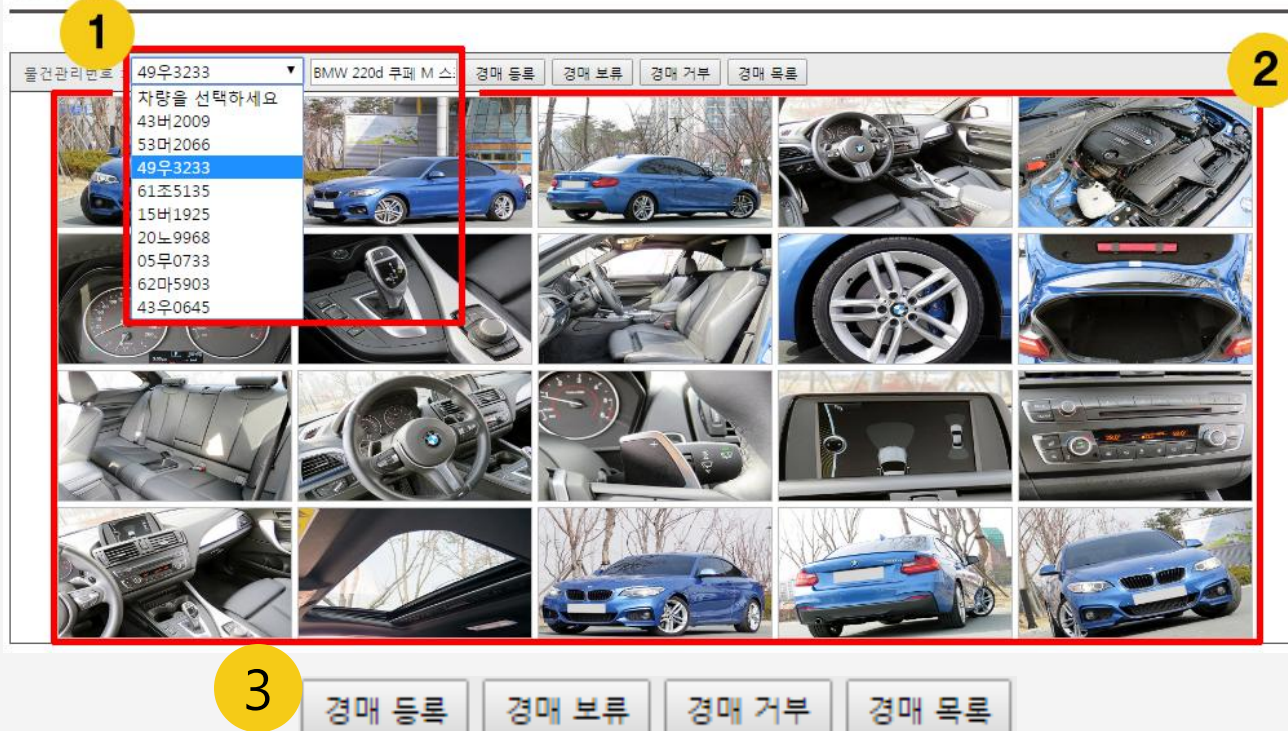 1
2
물건관리번호 :
49우3233 ▼
BMW 220d 쿠페 M 스
경매 등록
경매 보류
경매 거부
경매 목록
차량을 선택하세요
43버2009
53머2066
49우3233
61조5135
15버1925
20노9968
05무0733
62마5903
43우0645
3
경매 등록
경매 보류
경매 거부
경매 목록